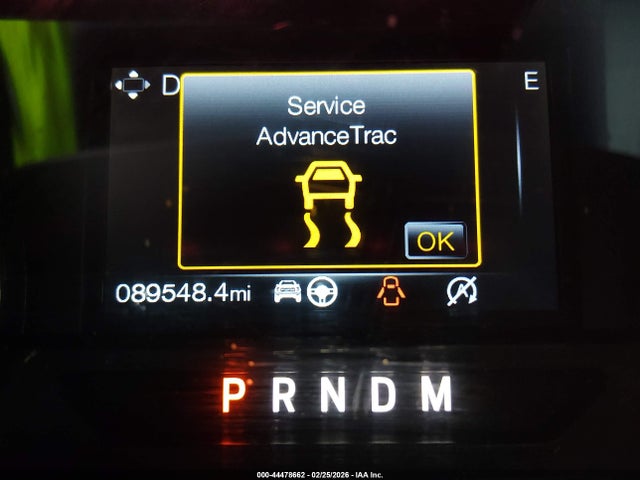 D
E
Service
AdvanceTrac
OK
089548.4mi
P R N D M
000-44478662 - 02/25/2026 - IAA Inc.